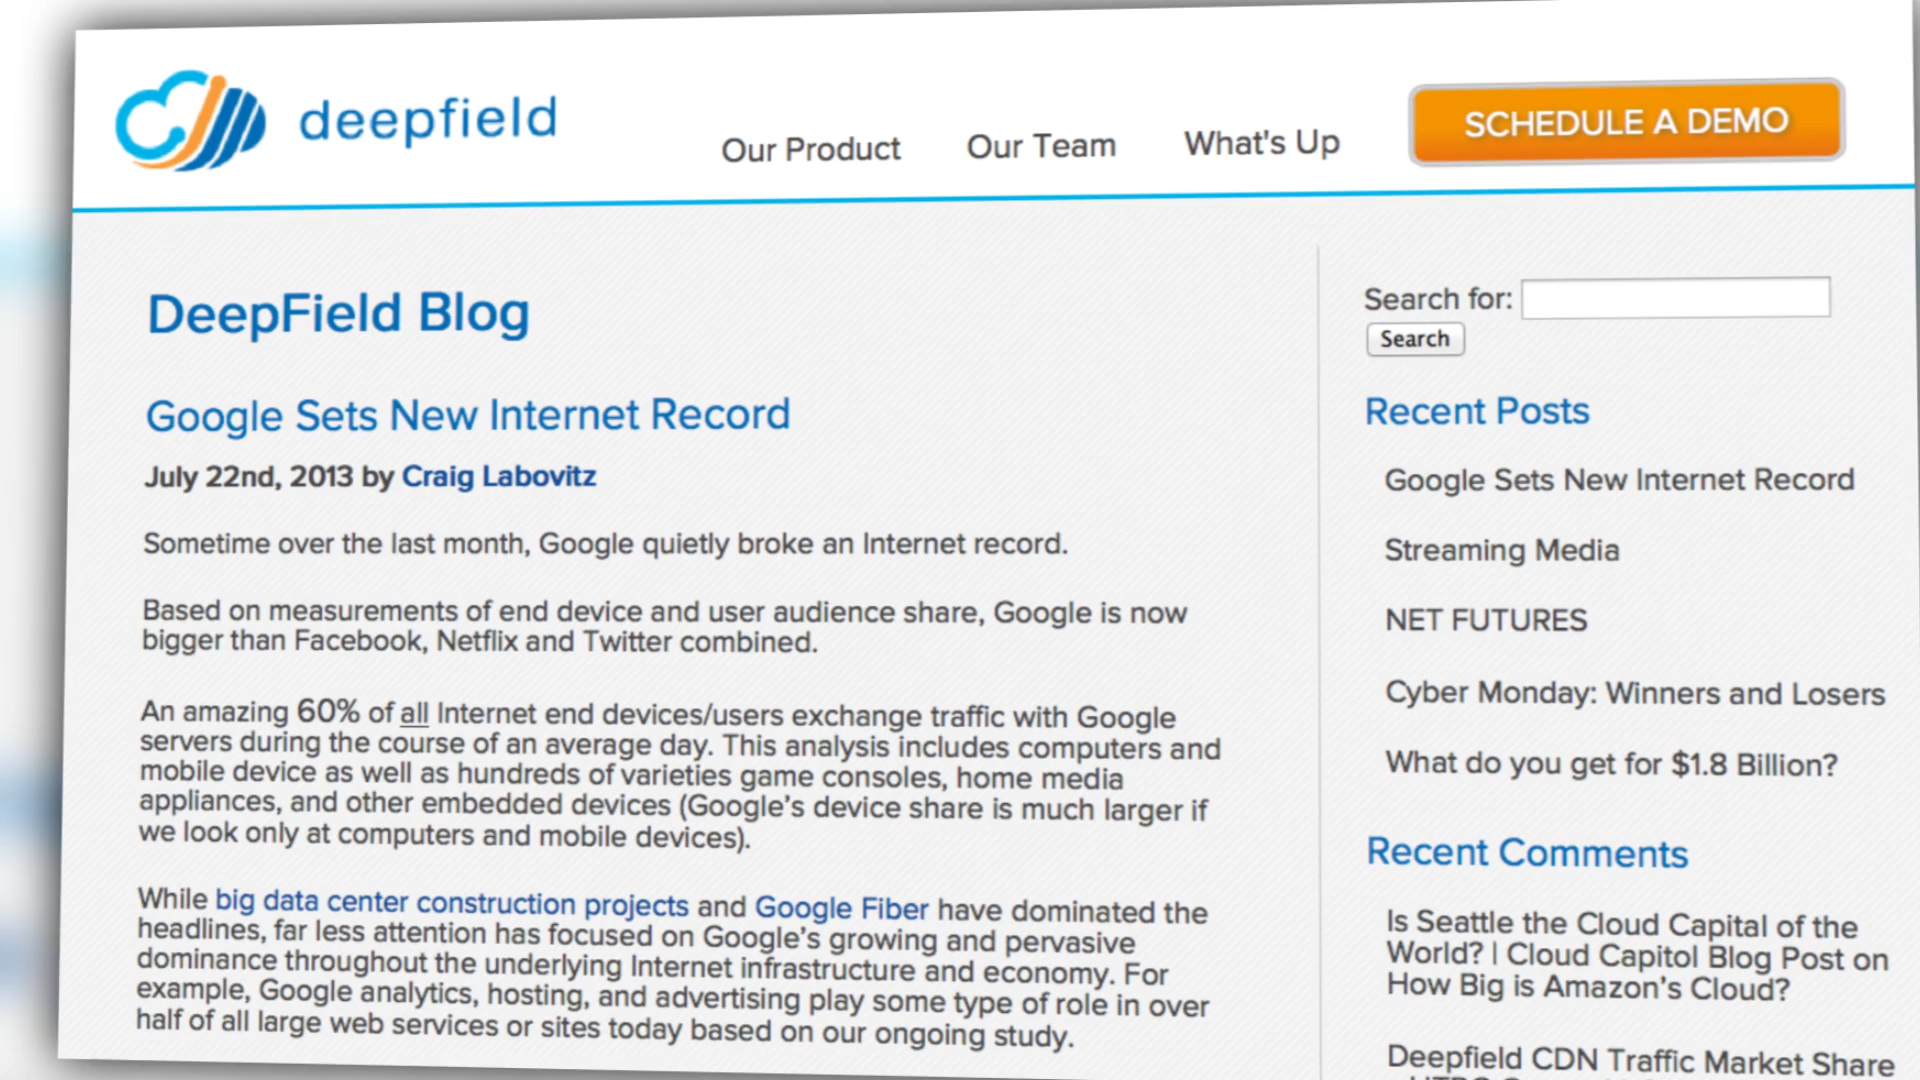 deepfield
Our Product
Our Team
What's Up
SCHEDULE A DEMO
DeepField Blog
Google Sets New Internet Record
July 22nd, 2013 by Craig Labovitz
Sometime over the last month, Google quietly broke an Internet record.
Based on measurements of end device and user audience share, Google is now
bigger than Facebook, Netflix and Twitter combined.
An amazing 60% of all Internet end devices/users exchange traffic with Google
servers during the course of an average day. This analysis includes computers and
mobile device as well as hundreds of varieties game consoles, home media
appliances, and other embedded devices (Google's device share is much larger if
we look only at computers and mobile devices).
While big data center construction projects and Google Fiber have dominated the
headlines, far less attention has focused on Google's growing and pervasive
dominance throughout the underlying Internet infrastructure and economy. For
example, Google analytics, hosting, and advertising play some type of role in over
half of all large web services or sites today based on our ongoing study.
Search for:
Search
Recent Posts
Google Sets New Internet Record
Streaming Media
NET FUTURES
Cyber Monday: Winners and Losers
What do you get for $1.8 Billion?
Recent Comments
Is Seattle the Cloud Capital of the
World? | Cloud Capitol Blog Post on
How Big is Amazon's Cloud?
Deepfield CDN Traffic Market Share